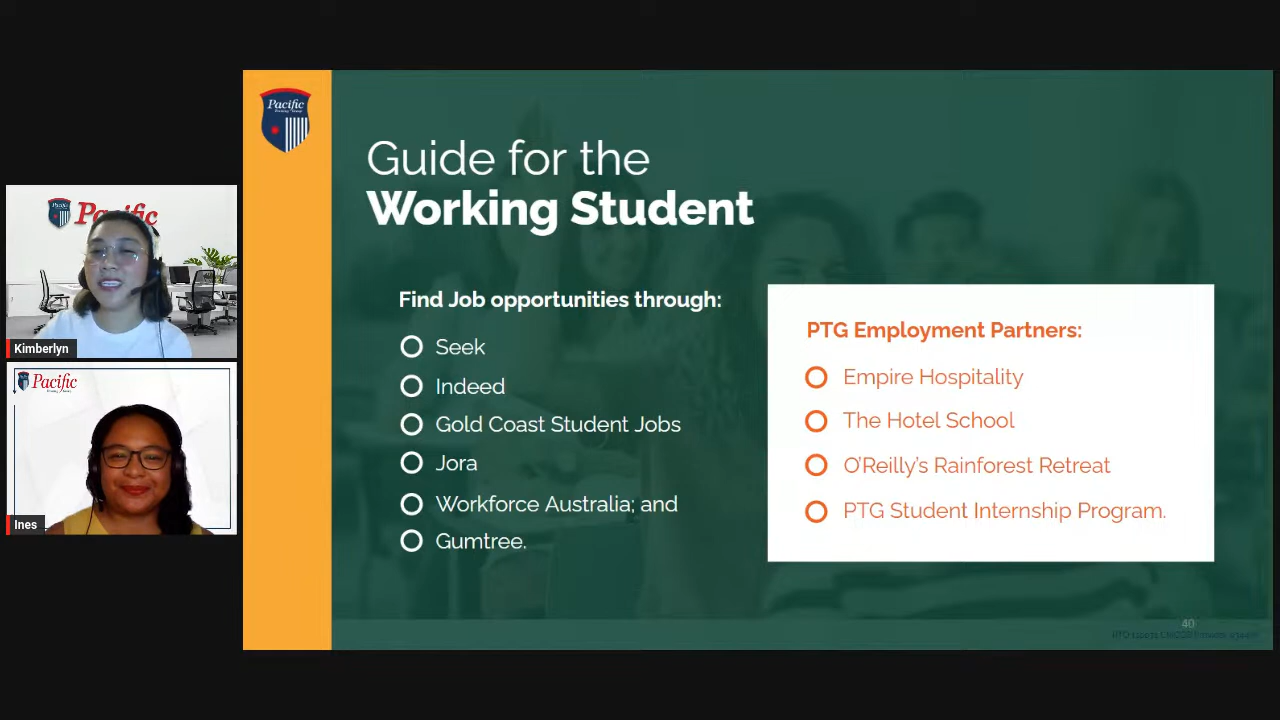 Pacific
Guide for the
Working Student
Find Job opportunities through:
Seek
Indeed
Gold Coast Student Jobs
Jora
Workforce Australia; and
Gumtree.
PTG Employment Partners:
Empire Hospitality
The Hotel School
O'Reilly's Rainforest Retreat
PTG Student Internship Program.
40
Pacific
Kimberlyn
Pacific
Ines